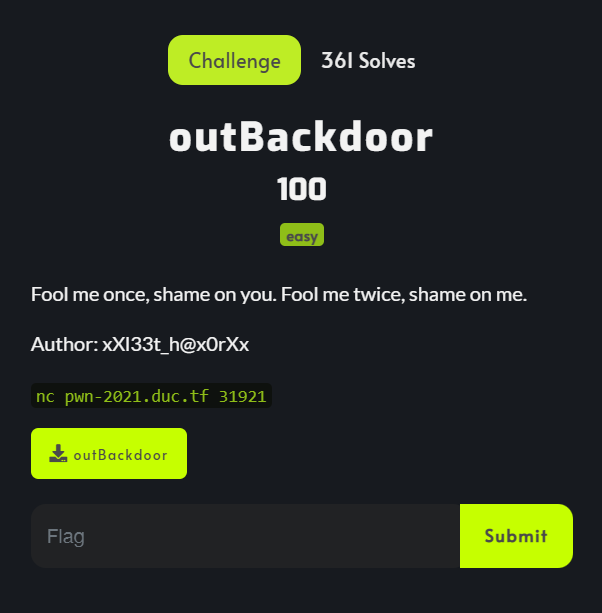 Challenge 361 Solves
outBackdoor
100
easy
Fool me once, shame on you. Fool me twice, shame on me.
Author: xXl33t_h@x0rXx
nc pwn-2021.duc.tf 31921
outBackdoor
Flag Submit